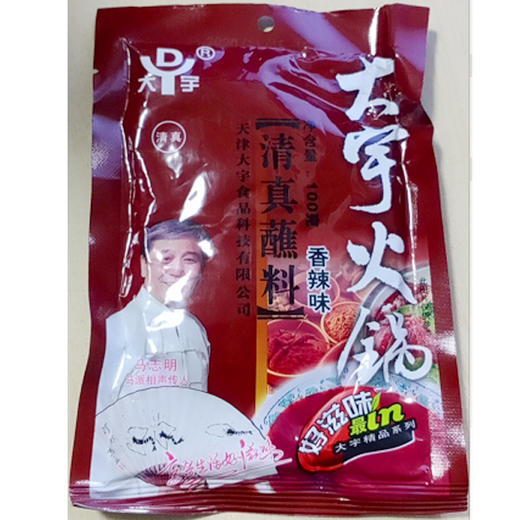 大宇
®
清真
大宇火锅
净含量：100克
香辣味
【清真蘸料】
天津大宇食品科技有限公司
马志明
马派相声传人
好滋味
最in
大宇精品系列